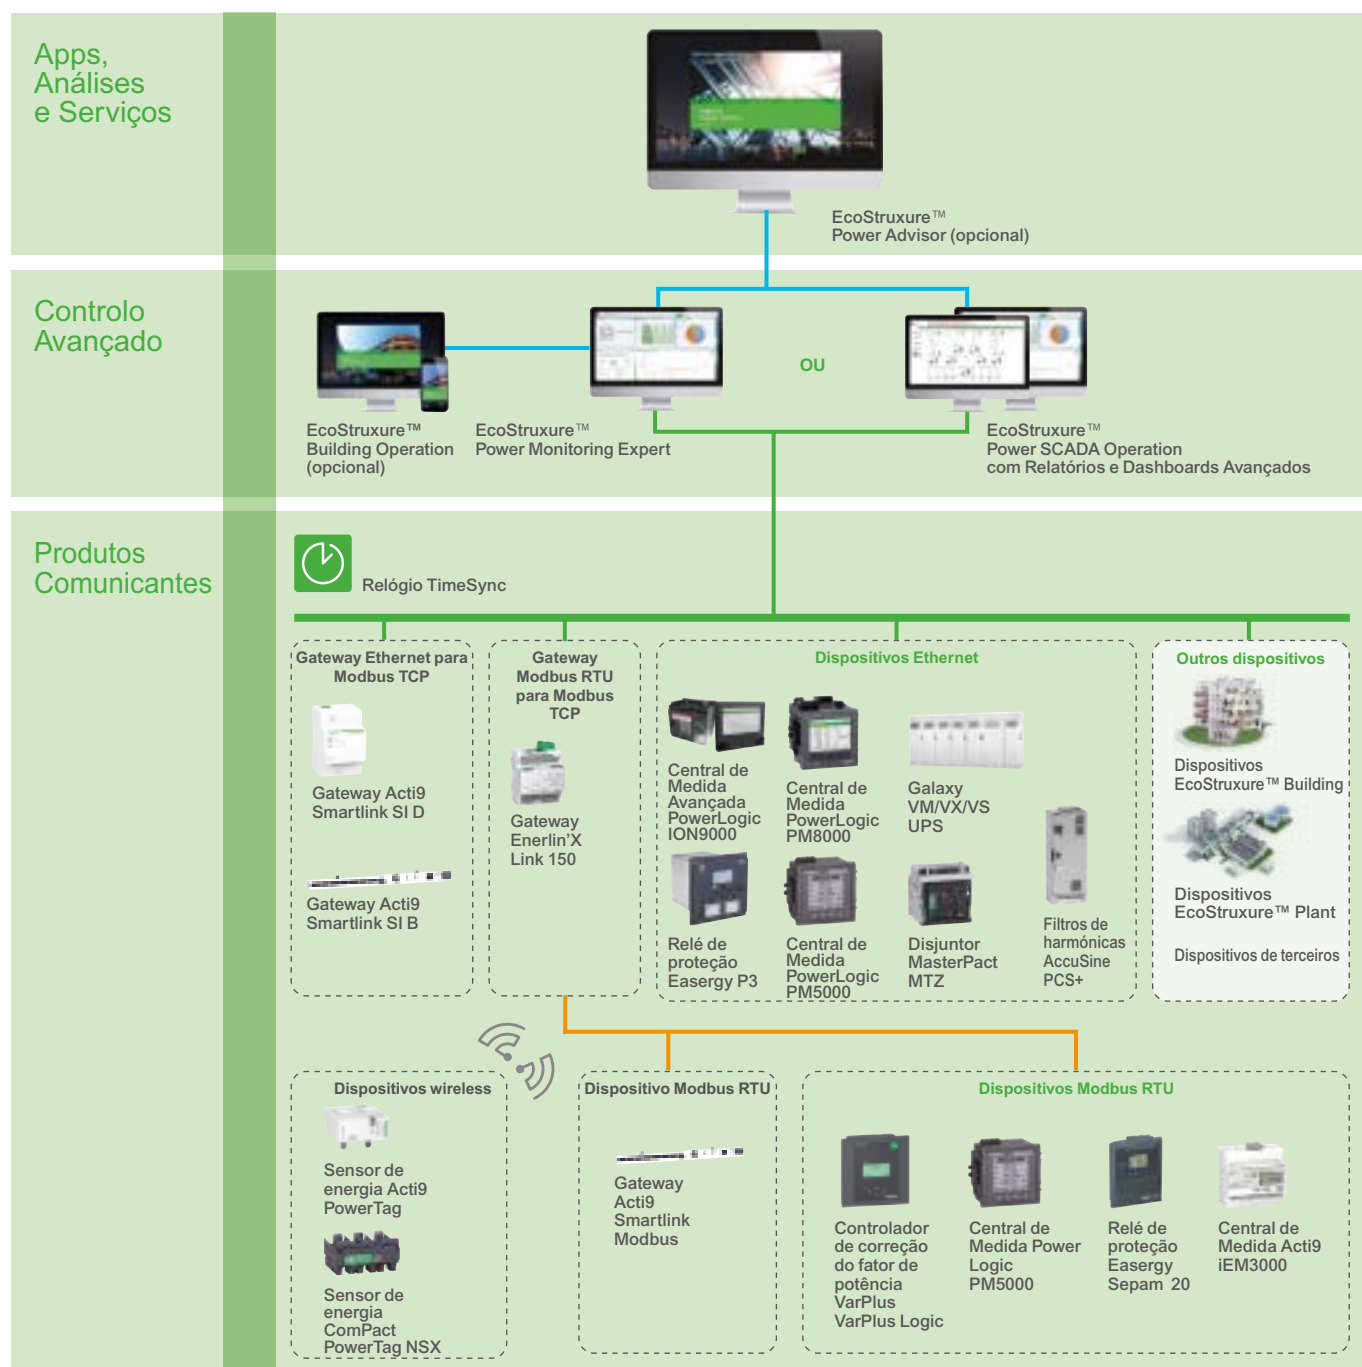 Apps,
Análises
e Serviços
EcoStruxure™
Power Advisor (opcional)
Controlo
Avançado
OU
EcoStruxure™
Building Operation
(opcional)
EcoStruxure™
Power Monitoring Expert
EcoStruxure™
Power SCADA Operation
com Relatórios e Dashboards Avançados
Produtos
Comunicantes
Relógio TimeSync
Gateway Ethernet para
Modbus TCP
Gateway Acti9
Smartlink SI D
Gateway Acti9
Smartlink SI B
Gateway
Modbus RTU
para Modbus
TCP
Gateway
Enerlin’X
Link 150
Dispositivos Ethernet
Central de
Medida
Avançada
PowerLogic
ION9000
Central de
Medida
PowerLogic
PM8000
Galaxy
VM/VX/VS
UPS
Relé de
proteção
Easergy P3
Central de
Medida
PowerLogic
PM5000
Disjuntor
MasterPact
MTZ
Filtros de
harmónicas
AccuSine
PCS+
Outros dispositivos
Dispositivos
EcoStruxure™ Building
Dispositivos
EcoStruxure™ Plant
Dispositivos de terceiros
Dispositivos wireless
Sensor de
energia Acti9
PowerTag
Sensor de
energia
ComPact
PowerTag NSX
Dispositivo Modbus RTU
Gateway
Acti9
Smartlink
Modbus
Dispositivos Modbus RTU
Controlador
de correção
do fator de
potência
VarPlus
VarPlus Logic
Central de
Medida Power
Logic
PM5000
Relé de
proteção
Easergy
Sepam 20
Central de
Medida Acti9
iEM3000